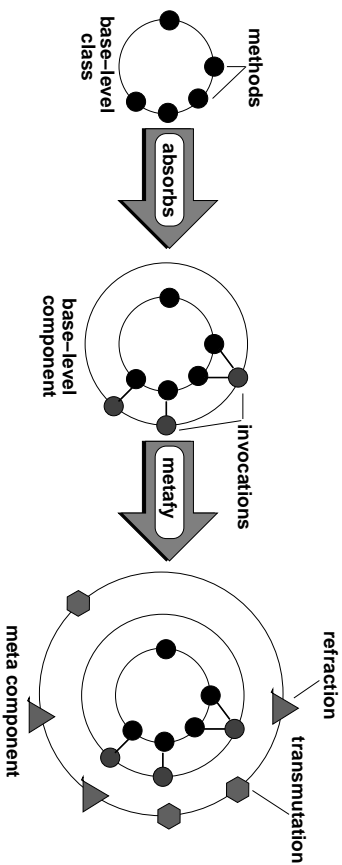 methods
base–level
class
absorbs
invocations
base–level
component
metafy
refraction
transmutation
meta component